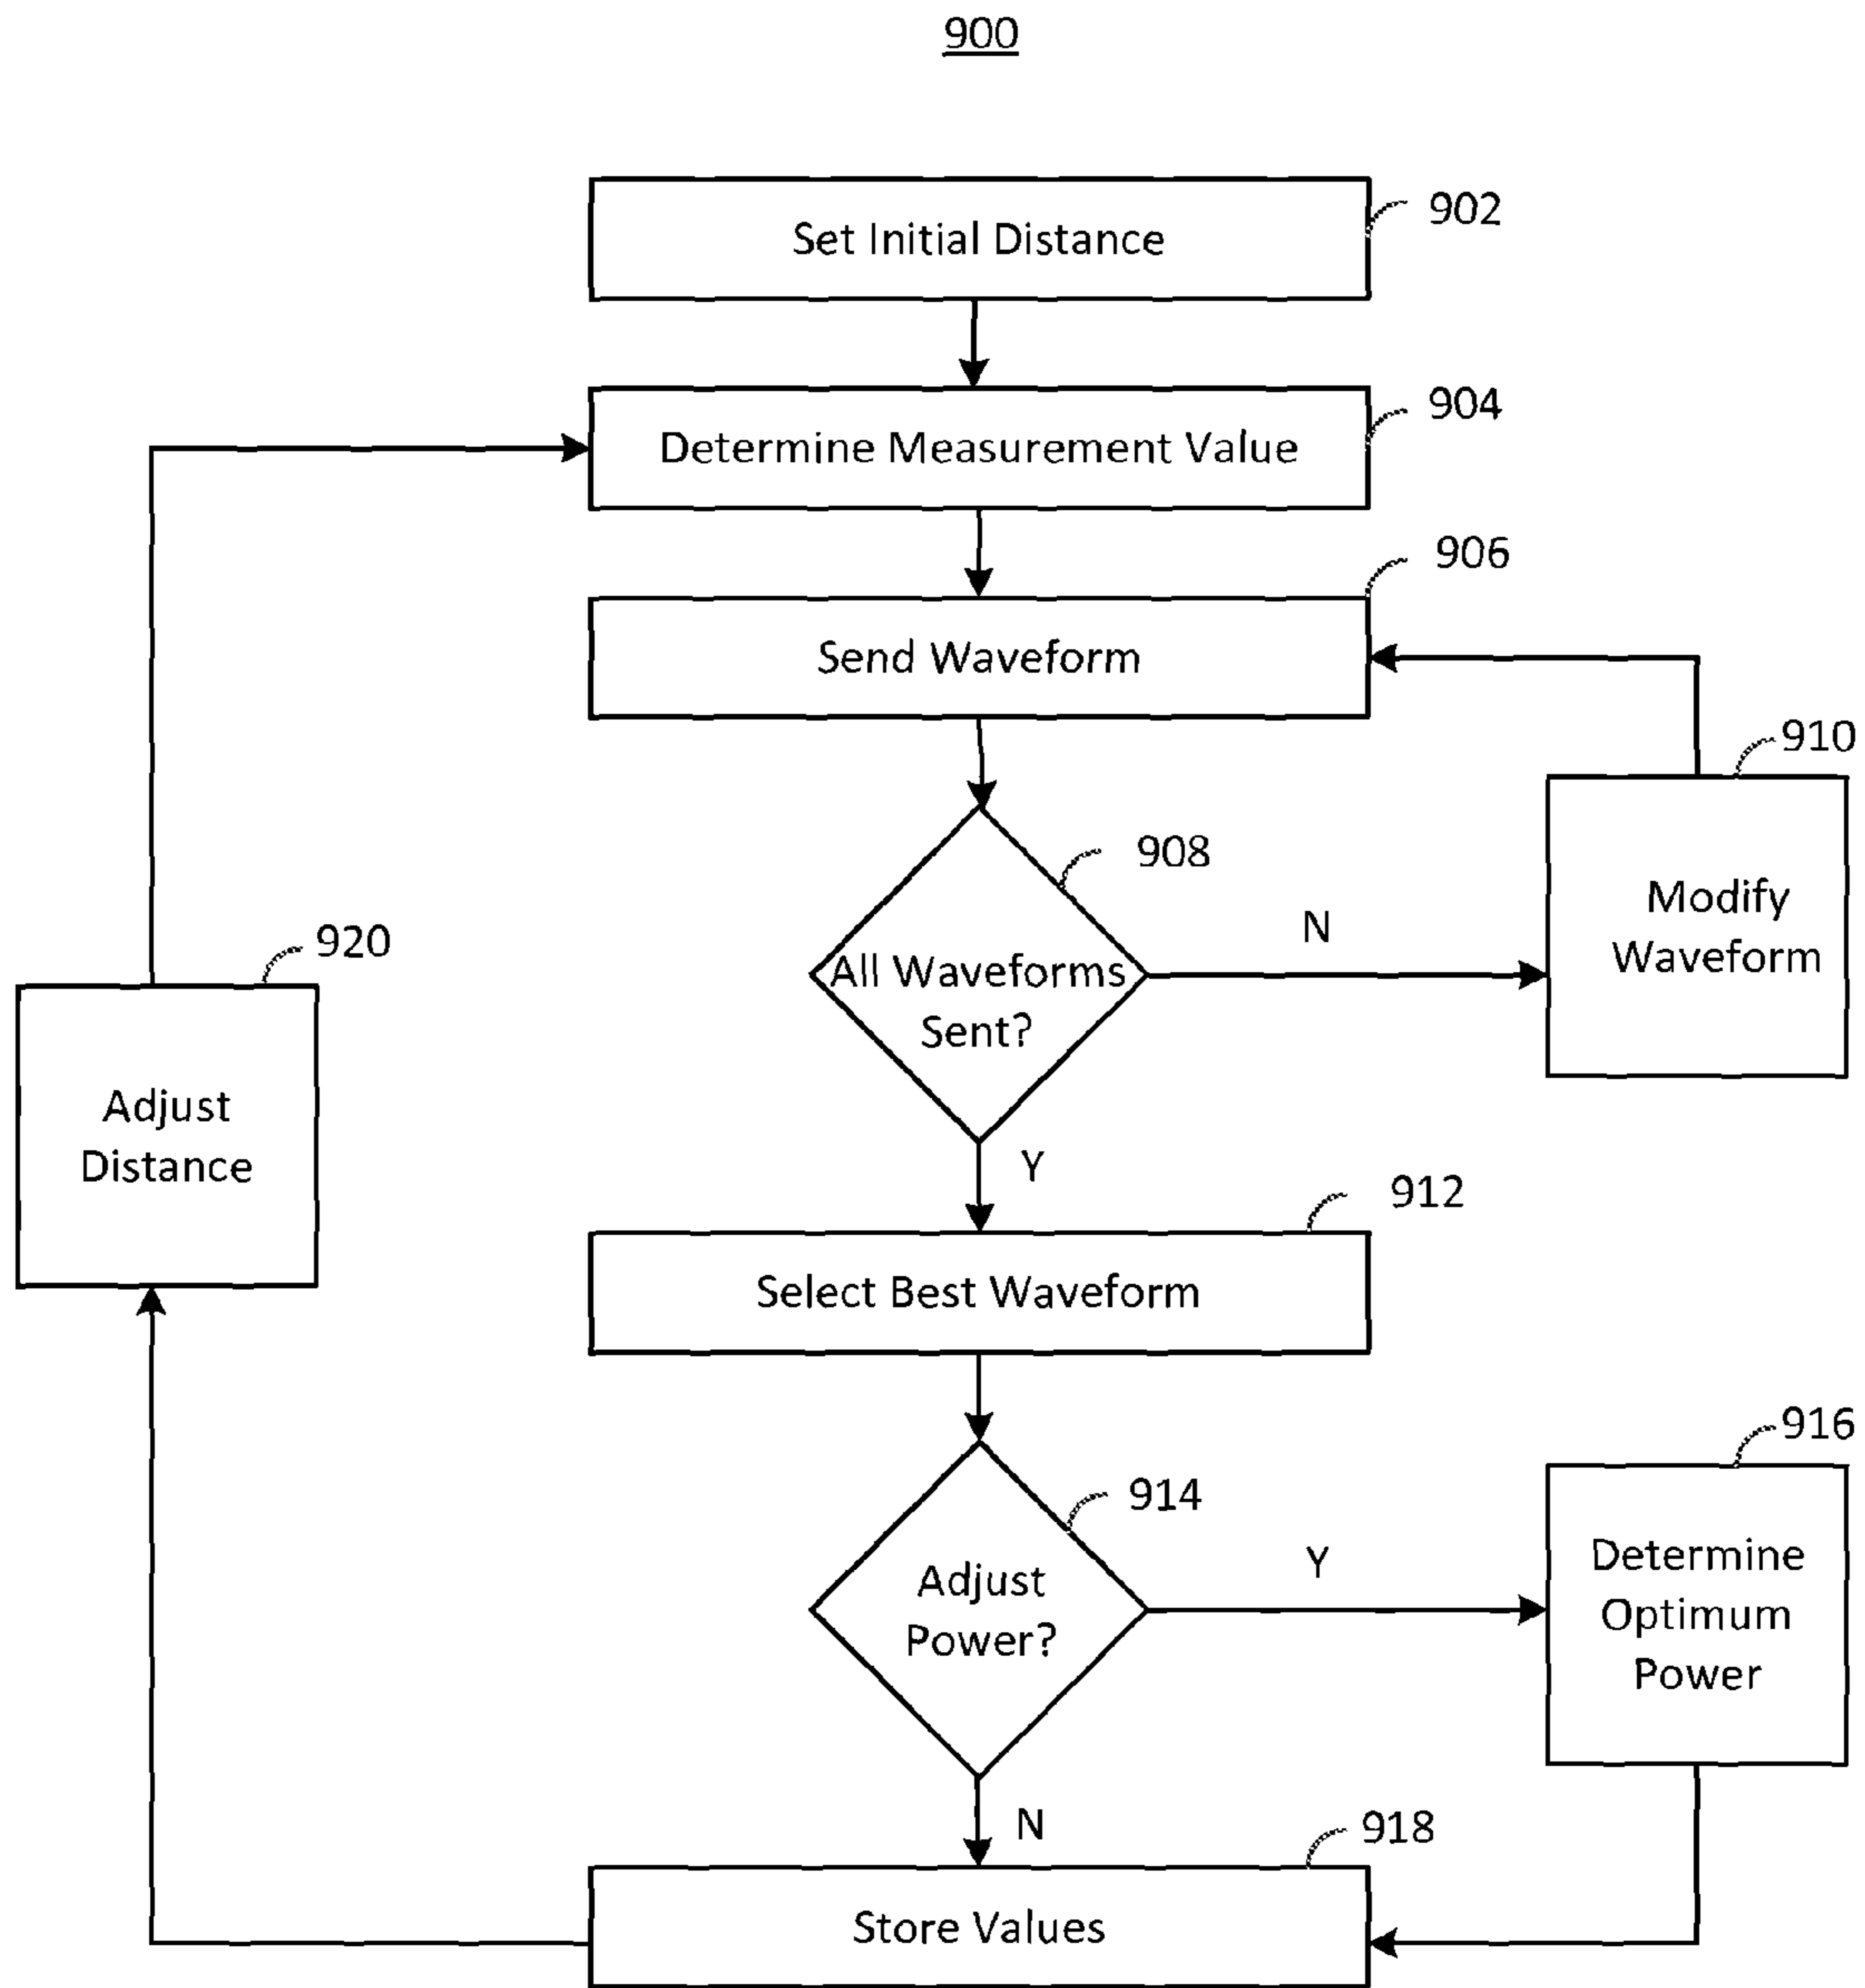 900
Set Initial Distance
902
Determine Measurement Value
904
906
Send Waveform
910
908
Modify
Waveform
N
All Waveforms
Sent?
920
Adjust
Distance
Y
912
Select Best Waveform
916
914
Determine
Optimum
Power
Y
Adjust
Power?
N
918
Store Values